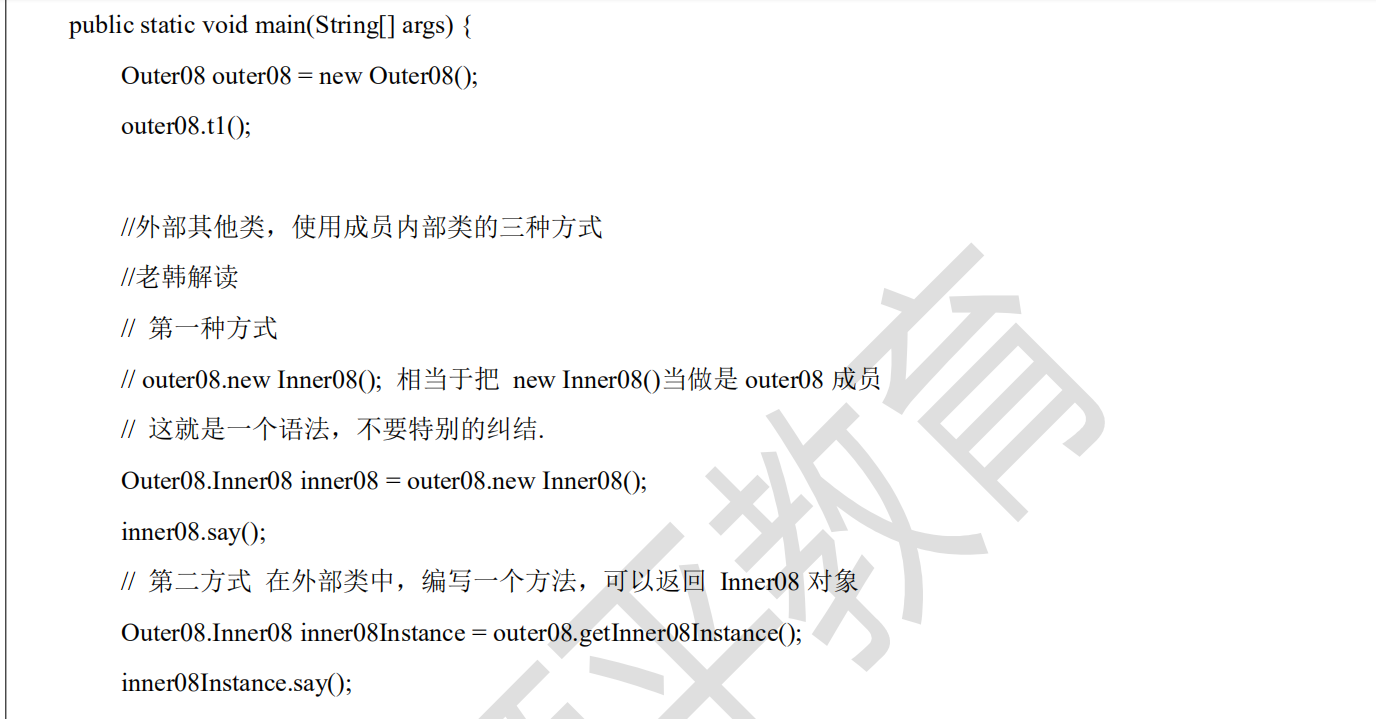 public static void main(String[] args) {
Outer08 outer08 = new Outer08();
outer08.t1();
//外部其他类，使用成员内部类的三种方式
//老韩解读
// 第一种方式
// outer08.new Inner08(); 相当于把 new Inner08()当做是 outer08 成员
// 这就是一个语法，不要特别的纠结.
Outer08.Inner08 inner08 = outer08.new Inner08();
inner08.say();
// 第二方式 在外部类中，编写一个方法，可以返回 Inner08 对象
Outer08.Inner08 inner08Instance = outer08.getInner08Instance();
inner08Instance.say();
平教育